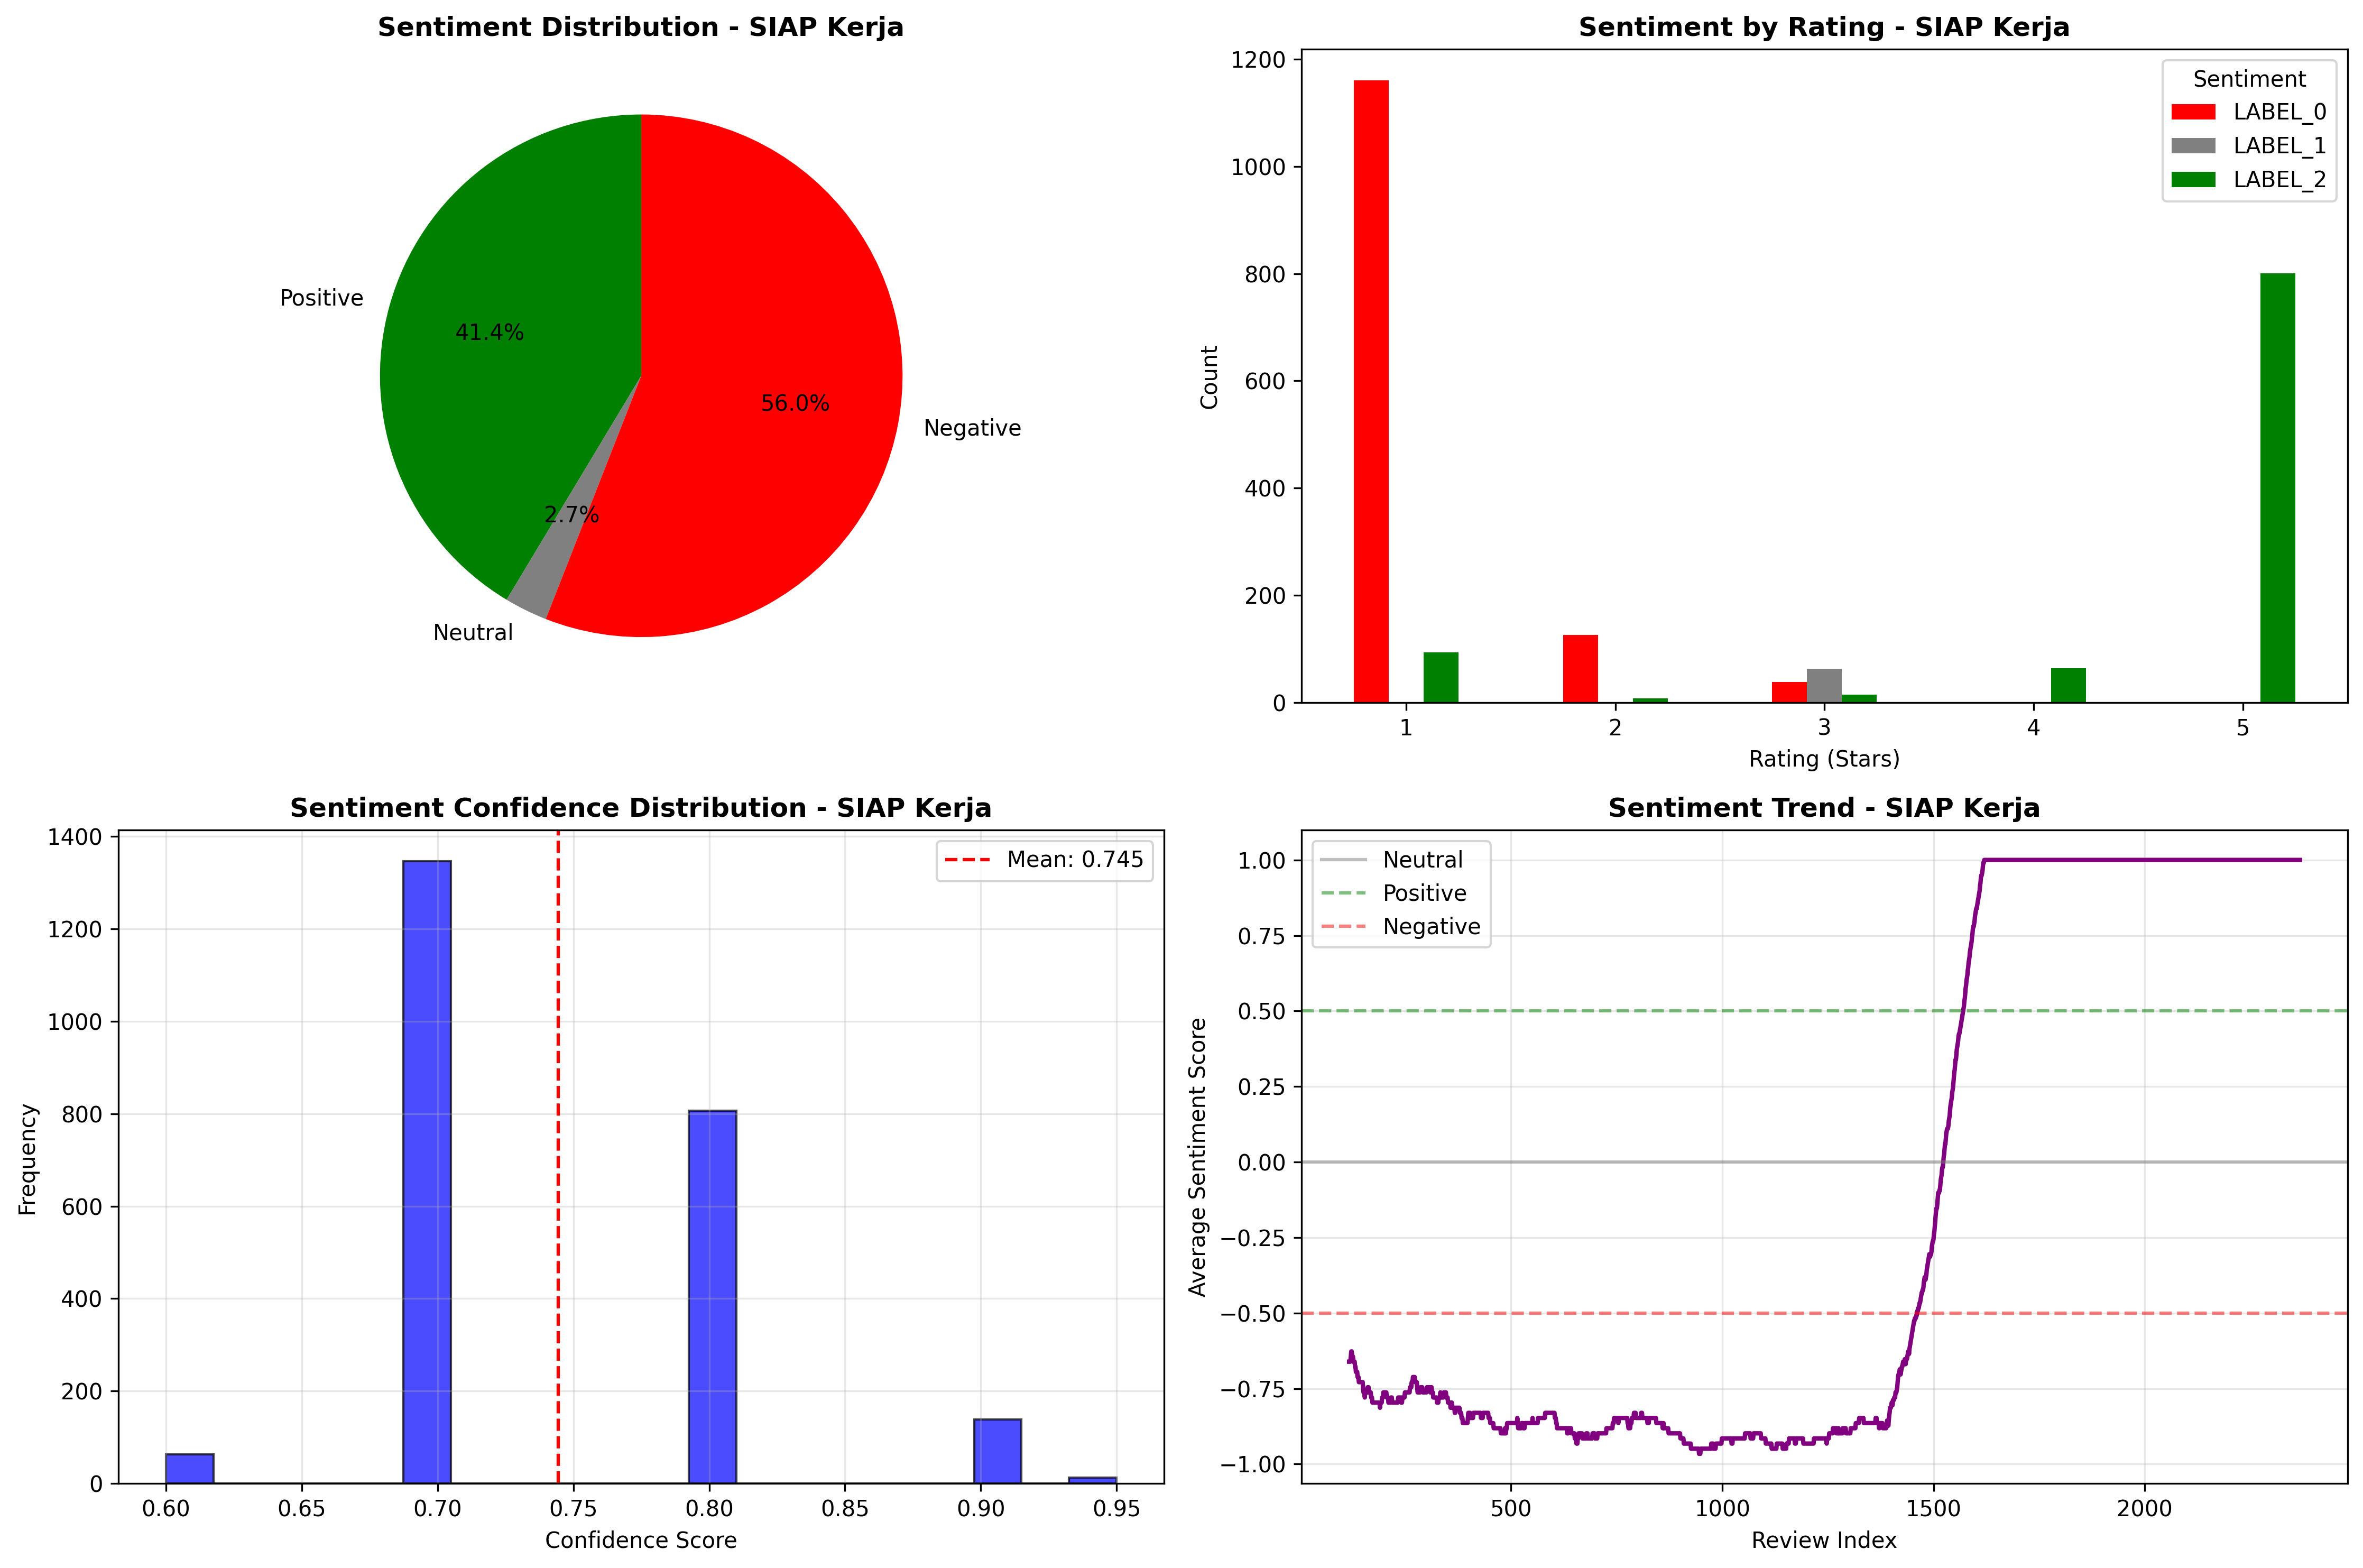 Sentiment Distribution - SIAP Kerja
Positive
41.4%
56.0%
Negative
2.7%
Neutral
Sentiment by Rating - SIAP Kerja
1200
1000
800
600
400
200
0
Count
Sentiment
LABEL_0
LABEL_1
LABEL_2
1 2 3 4 5
Rating (Stars)
Sentiment Confidence Distribution - SIAP Kerja
1400
1200
1000
800
600
400
200
0
Frequency
Mean: 0.745
0.60 0.65 0.70 0.75 0.80 0.85 0.90 0.95
Confidence Score
Sentiment Trend - SIAP Kerja
1.00
0.75
0.50
0.25
0.00
−0.25
−0.50
−0.75
−1.00
Average Sentiment Score
Neutral
Positive
Negative
500 1000 1500 2000
Review Index